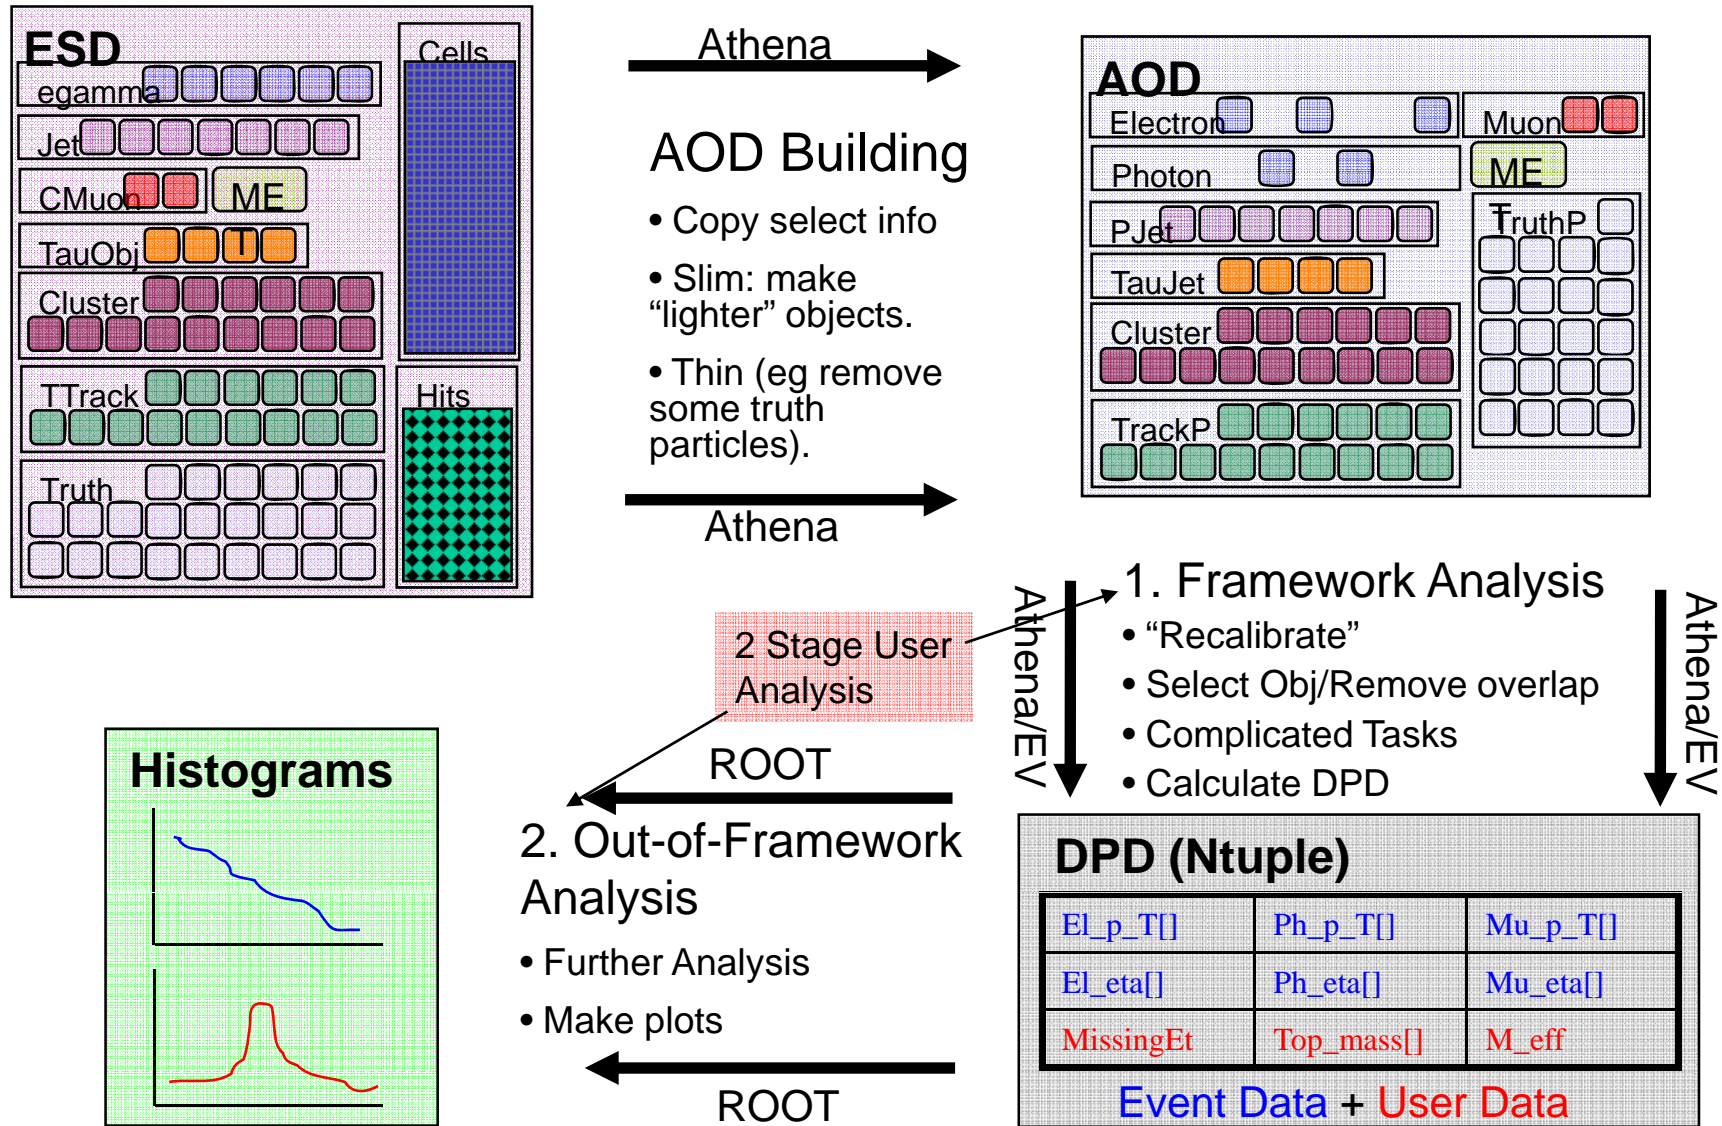 ESD
Cells
egamma
Jet
CMuon
ME
T
TauObj
Cluster
TTrack
Hits
Truth
Athena
AOD Building
• Copy select info
• Slim: make
“lighter” objects.
• Thin (eg remove
some truth
particles).
Athena
AOD
Electron
Muon
Photon
ME
T
PJet
TruthP
TauJet
Cluster
TrackP
2 Stage User
Analysis
Athena/EV
1. Framework Analysis
• “Recalibrate”
• Select Obj/Remove overlap
• Complicated Tasks
• Calculate DPD
Athena/EV
Histograms
ROOT
2. Out-of-Framework
Analysis
• Further Analysis
• Make plots
ROOT
DPD (Ntuple)
El_p_T[] Ph_p_T[] Mu_p_T[]
El_eta[] Ph_eta[] Mu_eta[]
MissingEt Top_mass[] M_eff
Event Data + User Data